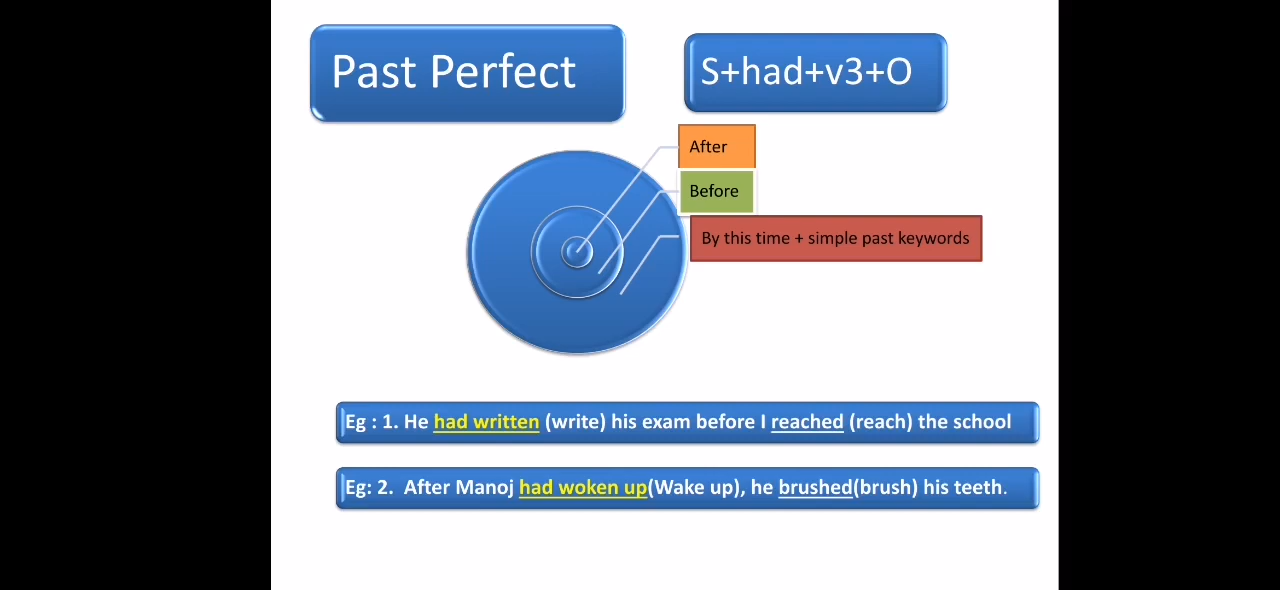 Past Perfect
S+had+v3+O
After
Before
By this time + simple past keywords
Eg : 1. He had written (write) his exam before I reached (reach) the school
Eg: 2.  After Manoj had woken up(Wake up), he brushed(brush) his teeth.